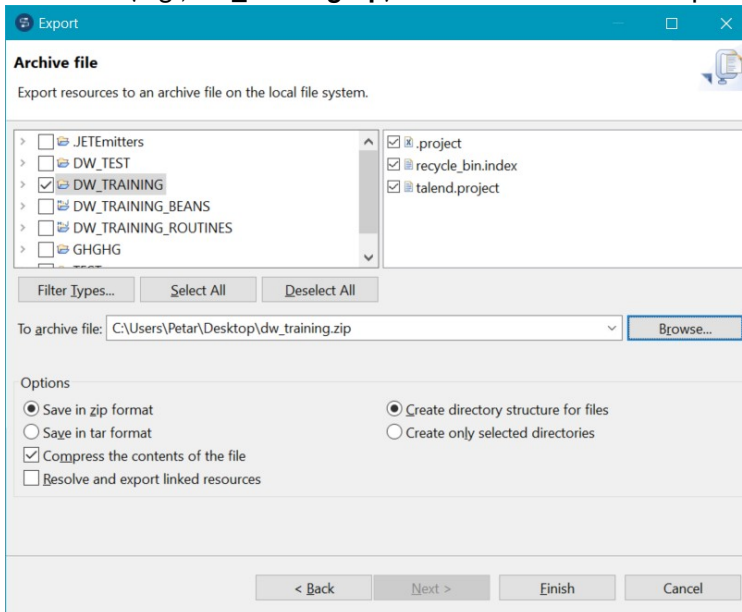 Export
Archive file
Export resources to an archive file on the local file system.
.JETEmitters
DW_TEST
DW_TRAINING
DW_TRAINING_BEANS
DW_TRAINING_ROUTINES
GHGHG
.project
recycle_bin.index
talend.project
Filter Types...
Select All
Deselect All
To archive file: C:\Users\Petar\Desktop\dw_training.zip
Browse...
Options
Save in zip format
Save in tar format
Compress the contents of the file
Resolve and export linked resources
Create directory structure for files
Create only selected directories
< Back
Next >
Finish
Cancel